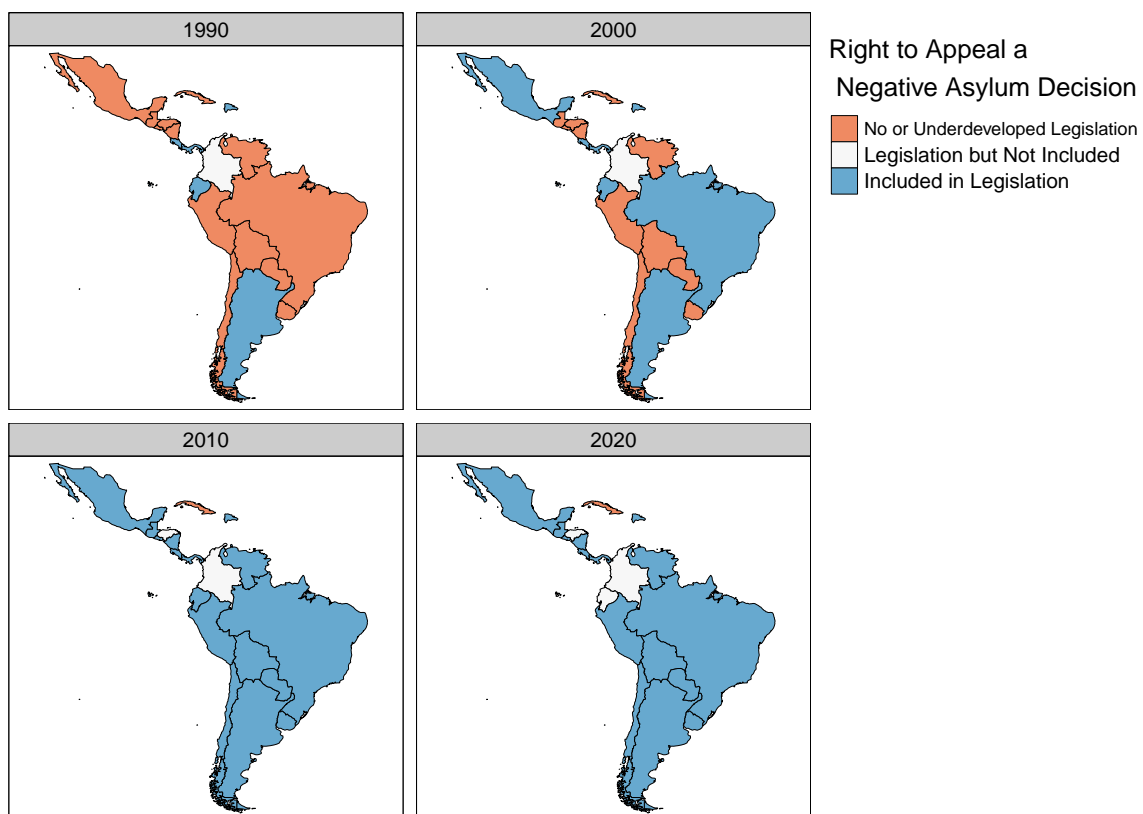 1990
2000
Right to Appeal a
Negative Asylum Decision
No or Underdeveloped Legislation
Legislation but Not Included
Included in Legislation
2010
2020